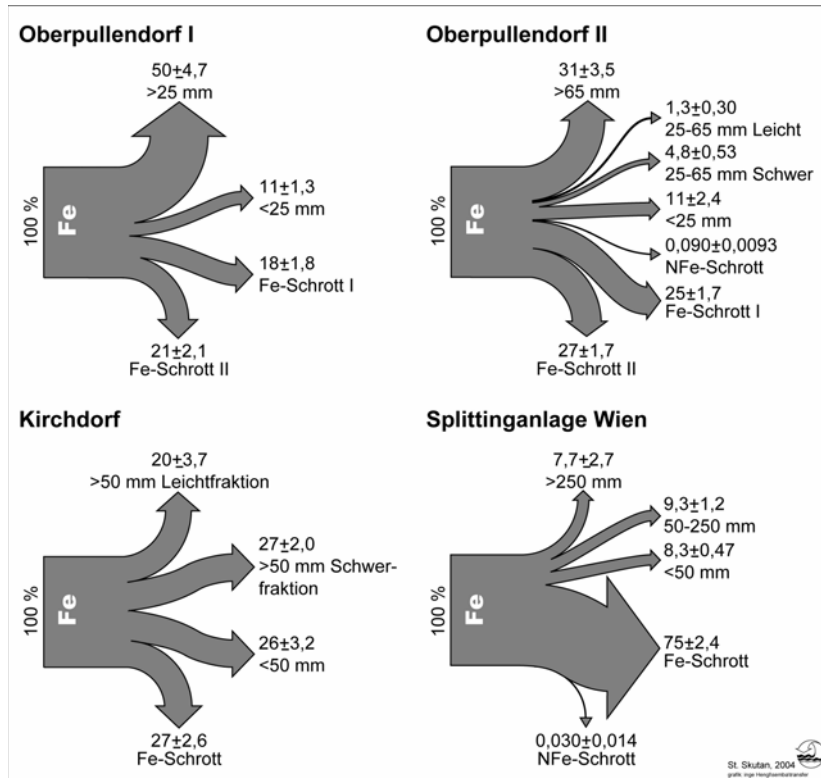 Oberpullendorf I
50±4,7
>25 mm
100 %
Fe
11±1,3
<25 mm
18±1,8
Fe-Schrott I
21±2,1
Fe-Schrott II
Oberpullendorf II
31±3,5
>65 mm
1,3±0,30
25-65 mm Leicht
4,8±0,53
25-65 mm Schwer
100 %
Fe
11±2,4
<25 mm
0,090±0,0093
NFe-Schrott
25±1,7
Fe-Schrott I
27±1,7
Fe-Schrott II
Kirchdorf
20±3,7
>50 mm Leichtfraktion
27±2,0
>50 mm Schwer-
fraktion
100 %
Fe
26±3,2
<50 mm
27±2,6
Fe-Schrott
Splittinganlage Wien
7,7±2,7
>250 mm
9,3±1,2
50-250 mm
8,3±0,47
<50 mm
100 %
Fe
75±2,4
Fe-Schrott
0,030±0,014
NFe-Schrott
St. Skutan, 2004
grafik: inge